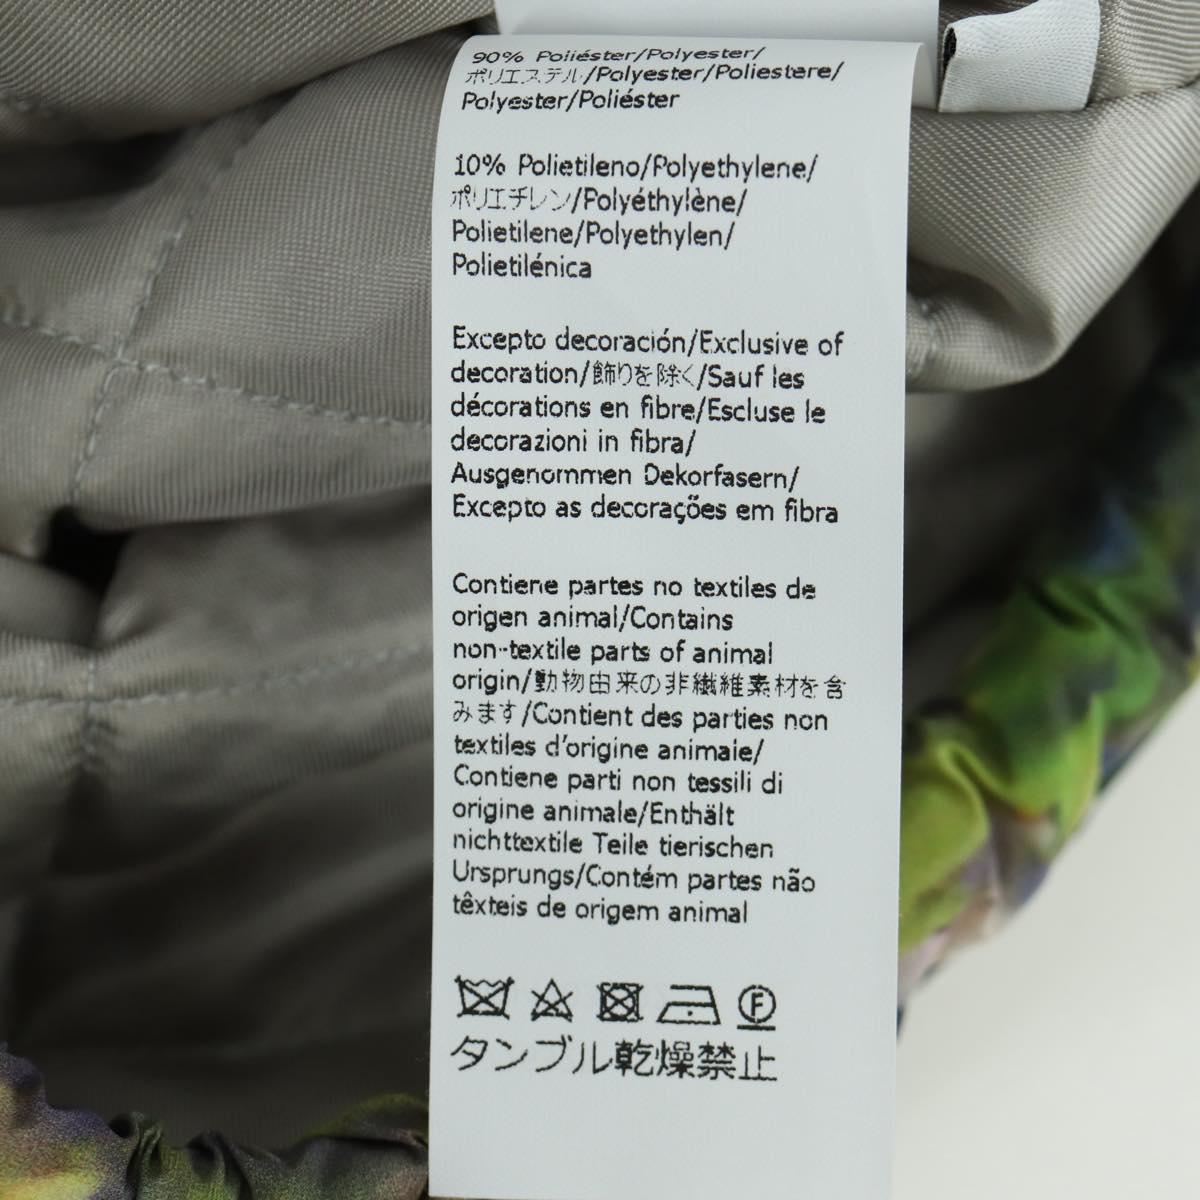 90% Poliéster/Polyester/
ポリエステル/Polyester/Poliestere/
Polyester/Poliéster
10% Polietileno/Polyethylene/
ポリエチレン/Polyéthylène/
Polietilene/Polyethylen/
Polietilénica
Excepto decoración/Exclusive of
decoration/飾りを除く/Sauf les
décorations en fibre/Escluse le
decorazioni in fibra/
Ausgenommen Dekorfasern/
Excepto as decorações em fibra
Contiene partes no textiles de
origen animal/Contains
non-textile parts of animal
origin/動物由来の非繊維素材を含
みます/Contient des parties non
textiles d'origine animale/
Contiene parti non tessili di
origine animale/Enthält
nichttextile Teile tierischen
Ursprungs/Contém partes não
têxteis de origem animal
F
タンブル乾燥禁止